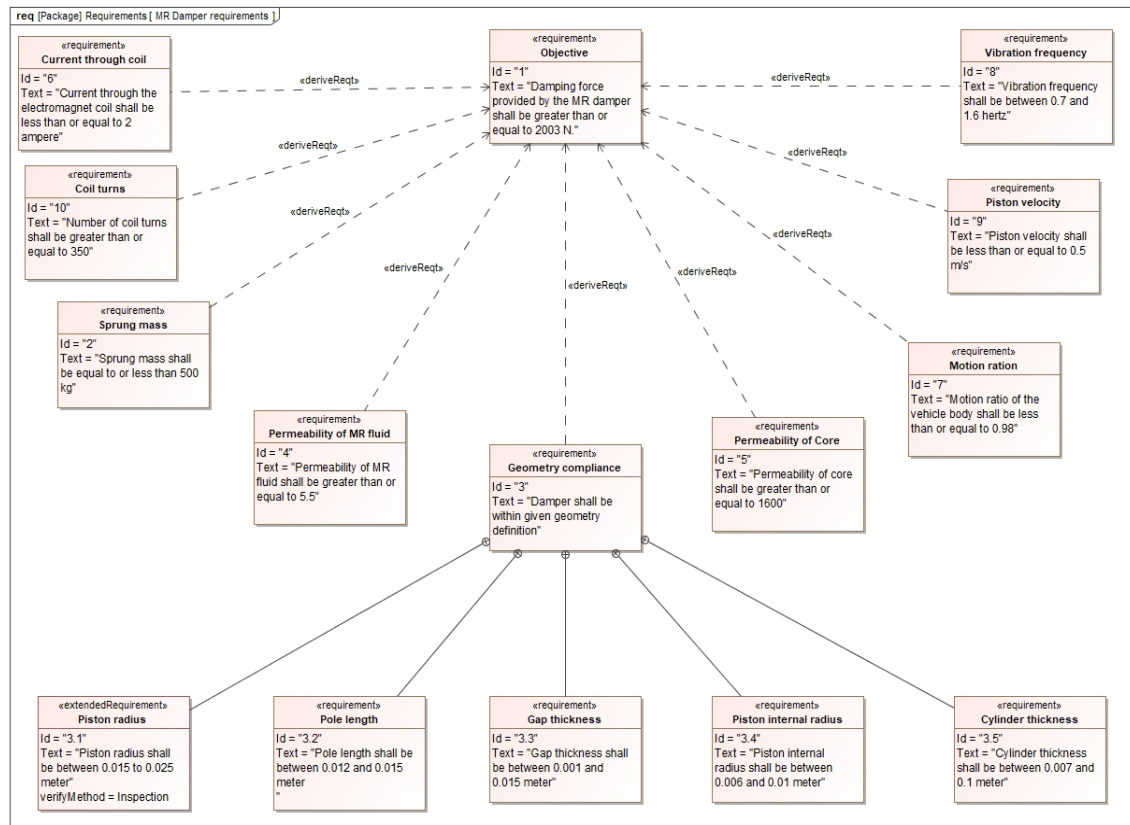 req [Package] Requirements [ MR Damper requirements ]
«requirement»
Current through coil
Id = "6"
Text = "Current through the
electromagnet coil shall be
less than or equal to 2
ampere"
«deriveReqt»
«requirement»
Objective
Id = "1"
Text = "Damping force
provided by the MR damper
shall be greater than or
equal to 2003 N."
«deriveReqt»
«requirement»
Vibration frequency
Id = "8"
Text = "Vibration frequency
shall be between 0.7 and
1.6 hertz"
«requirement»
Coil turns
Id = "10"
Text = "Number of coil turns
shall be greater than or
equal to 350"
«deriveReqt»
«deriveReqt»
«requirement»
Piston velocity
Id = "9"
Text = "Piston velocity shall
be less than or equal to 0.5
m/s"
«requirement»
Sprung mass
Id = "2"
Text = "Sprung mass shall
be equal to or less than 500
kg"
«deriveReqt»
«deriveReqt»
«deriveReqt»
«deriveReqt»
«deriveReqt»
«requirement»
Motion ration
Id = "7"
Text = "Motion ratio of the
vehicle body shall be less
than or equal to 0.98"
«requirement»
Permeability of MR fluid
Id = "4"
Text = "Permeability of MR
fluid shall be greater than or
equal to 5.5"
«requirement»
Geometry compliance
Id = "3"
Text = "Damper shall be
within given geometry
definition"
«requirement»
Permeability of Core
Id = "5"
Text = "Permeability of core
shall be greater than or
equal to 1600"
«extendedRequirement»
Piston radius
Id = "3.1"
Text = "Piston radius shall
be between 0.015 to 0.025
meter"
verifyMethod = Inspection
«requirement»
Pole length
Id = "3.2"
Text = "Pole length shall be
between 0.012 and 0.015
meter
"
«requirement»
Gap thickness
Id = "3.3"
Text = "Gap thickness shall
be between 0.001 and
0.015 meter"
«requirement»
Piston internal radius
Id = "3.4"
Text = "Piston internal
radius shall be between
0.006 and 0.01 meter"
«requirement»
Cylinder thickness
Id = "3.5"
Text = "Cylinder thickness
shall be between 0.007 and
0.1 meter"